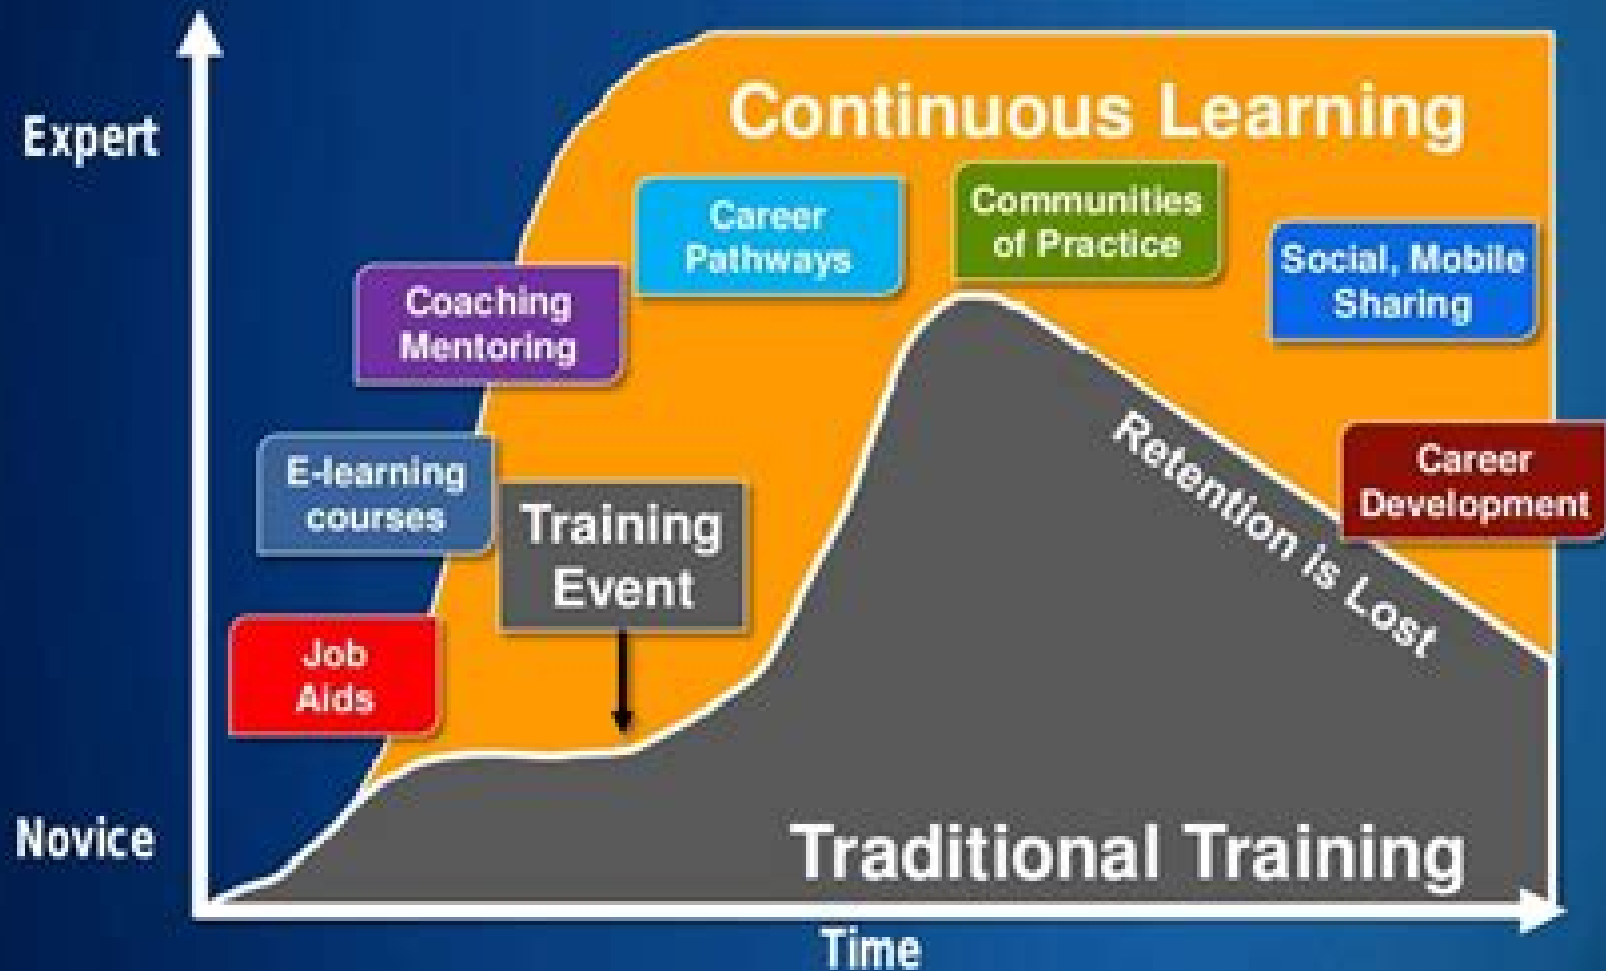 Expert
Continuous Learning
Career
Pathways
Communities
of Practice
Social, Mobile
Sharing
Coaching
Mentoring
E-learning
courses
Training
Event
Retention is Lost
Career
Development
Job
Aids
Novice
Traditional Training
Time